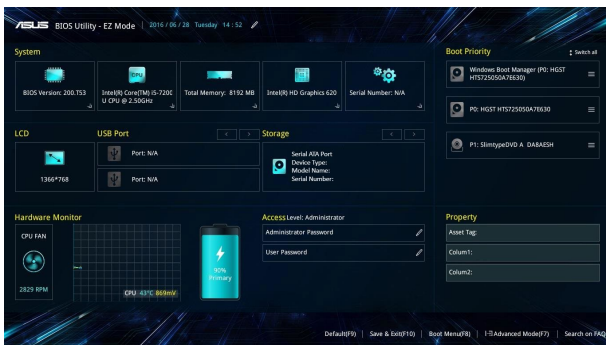 ASUS BIOS Utility - EZ Mode 2016/06/28 Tuesday 14:52
System
BIOS Version: 200.T53
Intel(R) Core(TM) i5-7200
U CPU @ 2.50GHz
Total Memory: 8192 MB
Intel(R) HD Graphics 620
Serial Number: N/A
Boot Priority
Switch all
Windows Boot Manager (P0: HGST
HTS725050A7E630)
P0: HGST HTS725050A7E630
P1: SlimtypeDVD A DA8AESH
LCD
1366*768
USB Port
Port: N/A
Port: N/A
Storage
Serial ATA Port
Device Type:
Model Name:
Serial Number:
Hardware Monitor
CPU FAN
2829 RPM
CPU 43°C 869mV
90%
Primary
Access Level: Administrator
Administrator Password
User Password
Property
Asset Tag:
Colum1:
Colum2:
Default(F9) | Save & Exit(F10) | Boot Menu(F8) | Advanced Mode(F7) | Search on FAQ